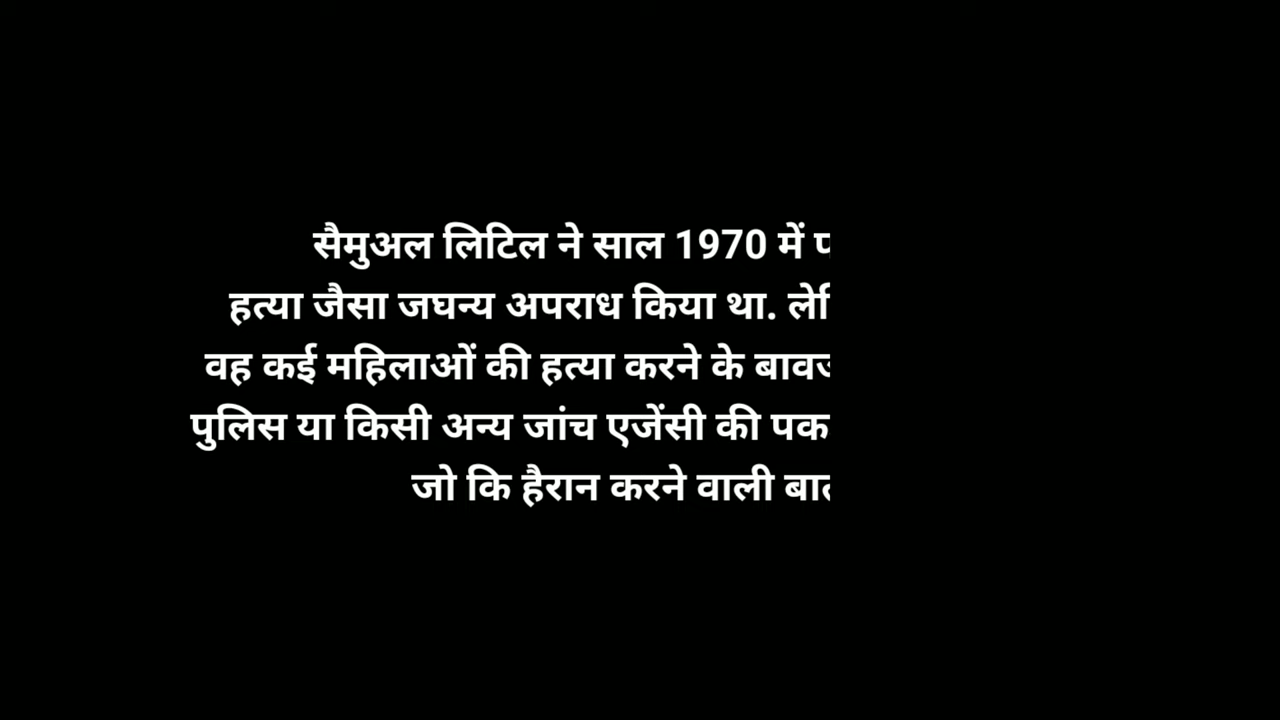 सैमुअल लिटिल ने साल 1970 में
हत्या जैसा जघन्य अपराध किया था.
वह कई महिलाओं की हत्या करने के
पुलिस या किसी अन्य जांच एजेंसी की
जो कि हैरान करने वाली